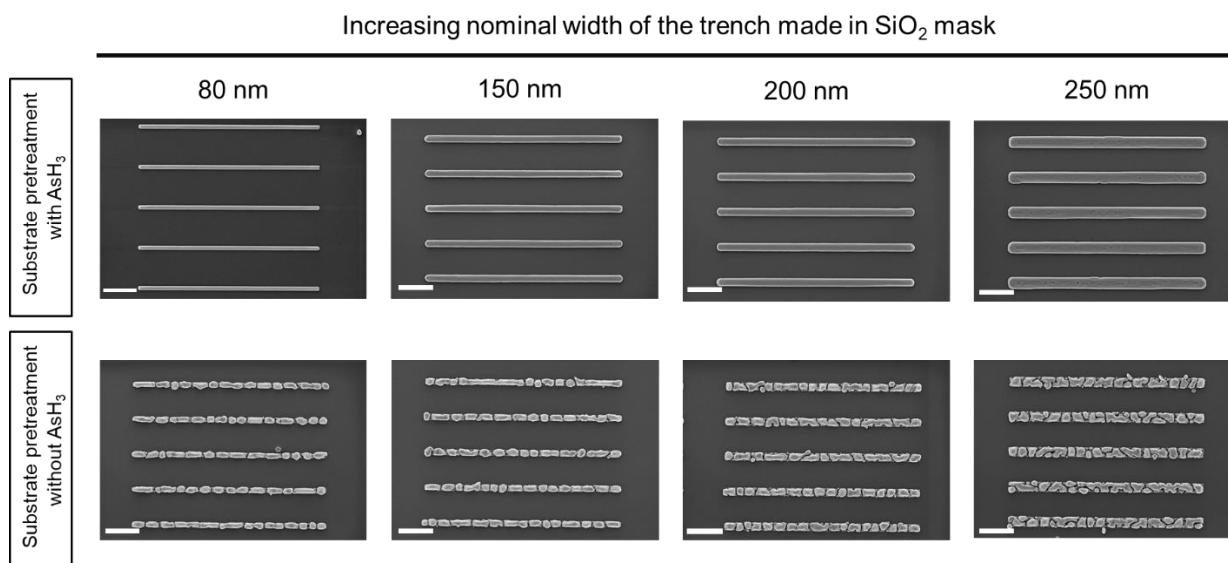 Increasing nominal width of the trench made in SiO₂ mask
80 nm
150 nm
200 nm
250 nm
Substrate pretreatment
with AsH₃
Substrate pretreatment
without AsH₃